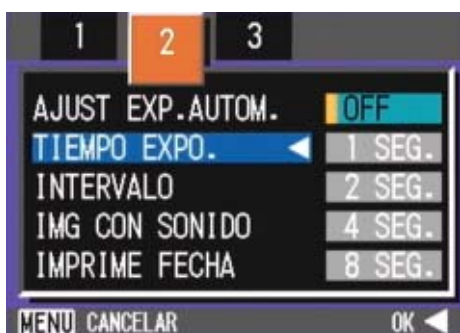 1 2 3
AJUST EXP.AUTOM. OFF
TIEMPO EXPO. 1 SEG.
INTERVALO 2 SEG.
IMG CON SONIDO 4 SEG.
IMPRIME FECHA 8 SEG.
MENU CANCELAR OK